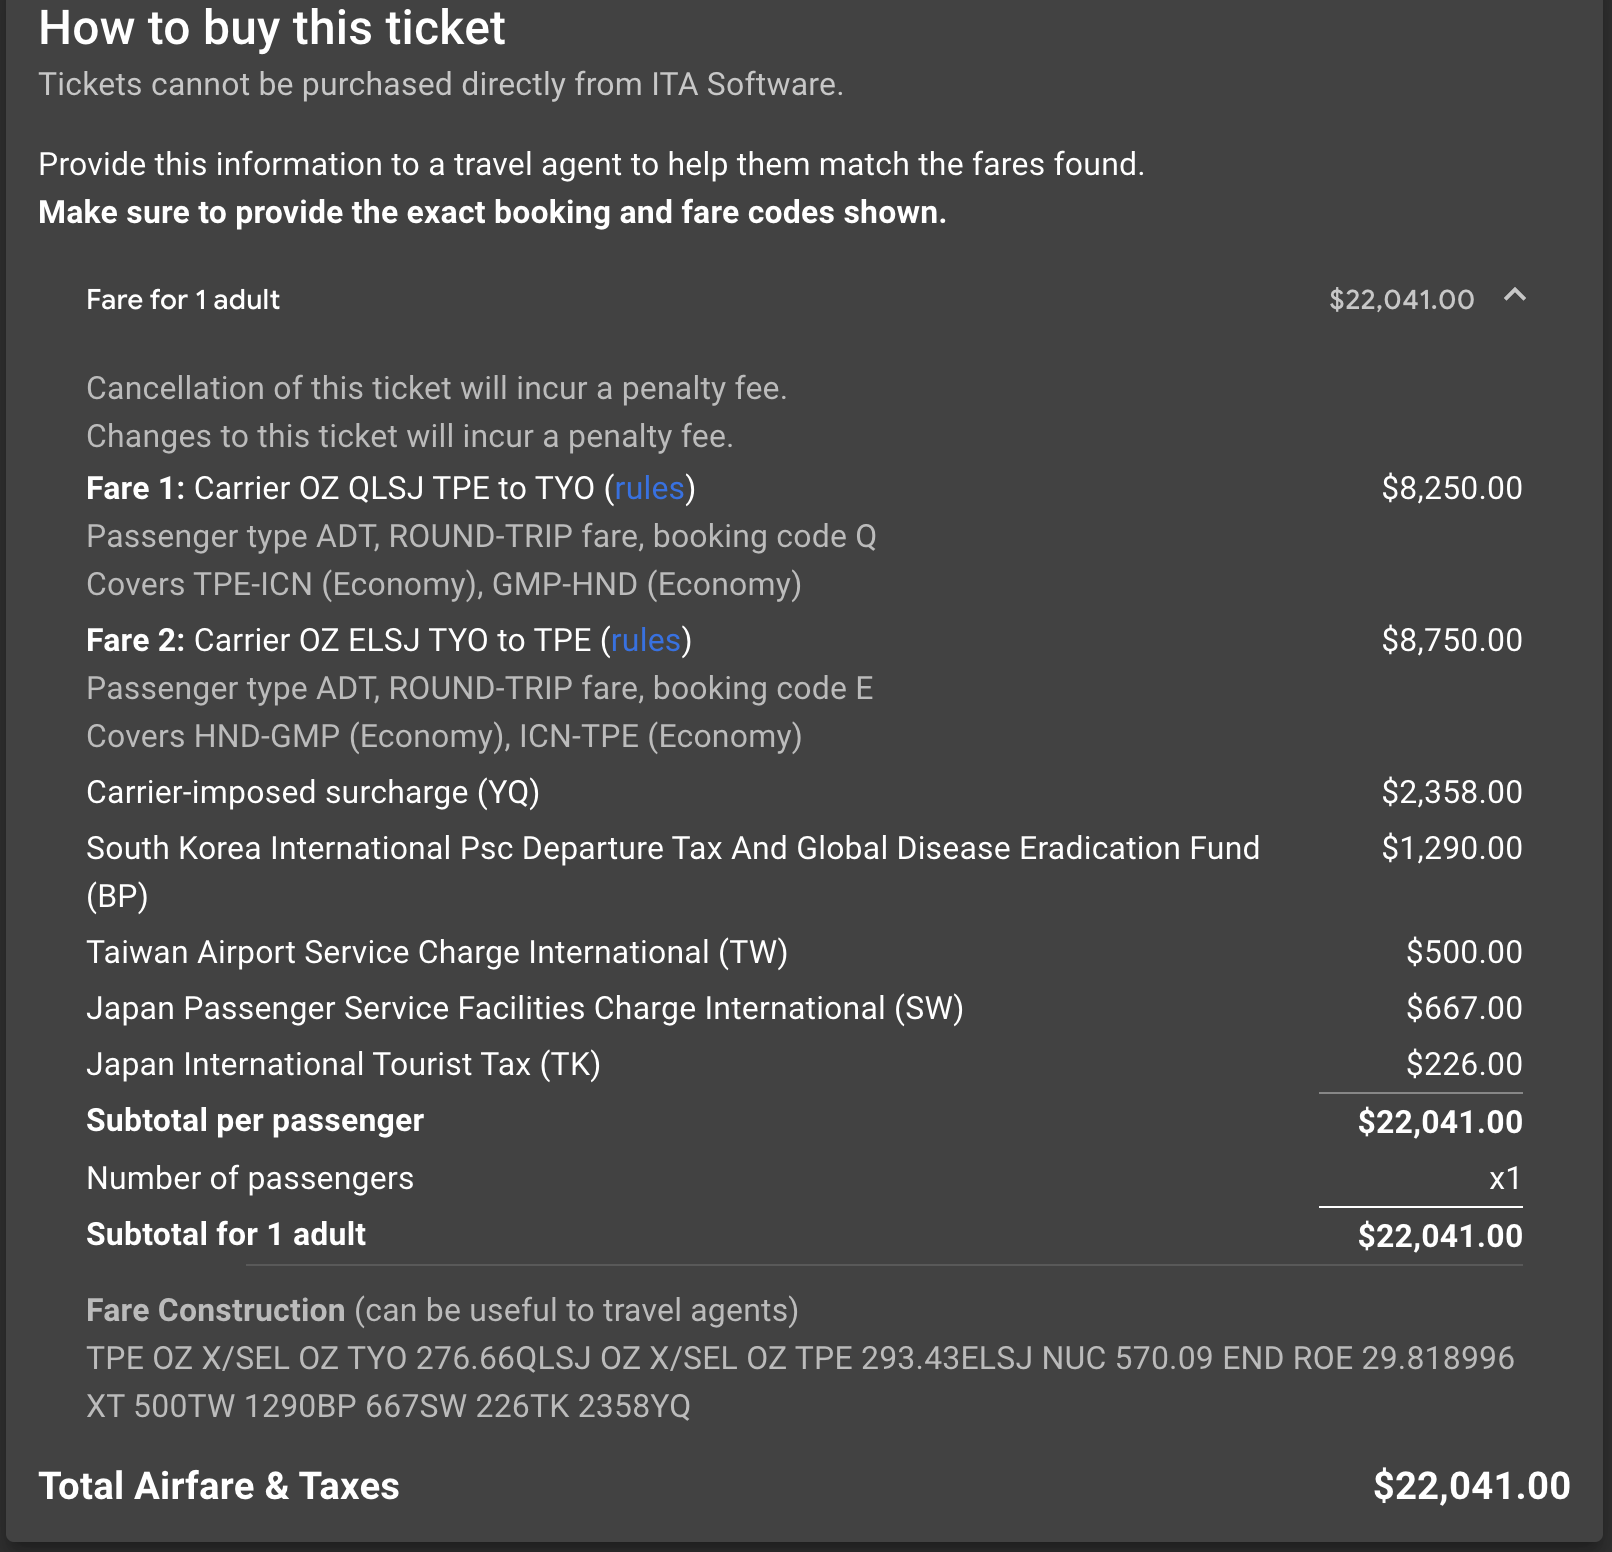 How to buy this ticket
Tickets cannot be purchased directly from ITA Software.
Provide this information to a travel agent to help them match the fares found.
Make sure to provide the exact booking and fare codes shown.
Fare for 1 adult $22,041.00
Cancellation of this ticket will incur a penalty fee.
Changes to this ticket will incur a penalty fee.
Fare 1: Carrier OZ QLSJ TPE to TYO (rules) $8,250.00
Passenger type ADT, ROUND-TRIP fare, booking code Q
Covers TPE-ICN (Economy), GMP-HND (Economy)
Fare 2: Carrier OZ ELSJ TYO to TPE (rules) $8,750.00
Passenger type ADT, ROUND-TRIP fare, booking code E
Covers HND-GMP (Economy), ICN-TPE (Economy)
Carrier-imposed surcharge (YQ) $2,358.00
South Korea International Psc Departure Tax And Global Disease Eradication Fund $1,290.00
(BP)
Taiwan Airport Service Charge International (TW) $500.00
Japan Passenger Service Facilities Charge International (SW) $667.00
Japan International Tourist Tax (TK) $226.00
Subtotal per passenger $22,041.00
Number of passengers x1
Subtotal for 1 adult $22,041.00
Fare Construction (can be useful to travel agents)
TPE OZ X/SEL OZ TYO 276.66QLSJ OZ X/SEL OZ TPE 293.43ELSJ NUC 570.09 END ROE 29.818996
XT 500TW 1290BP 667SW 226TK 2358YQ
Total Airfare & Taxes $22,041.00